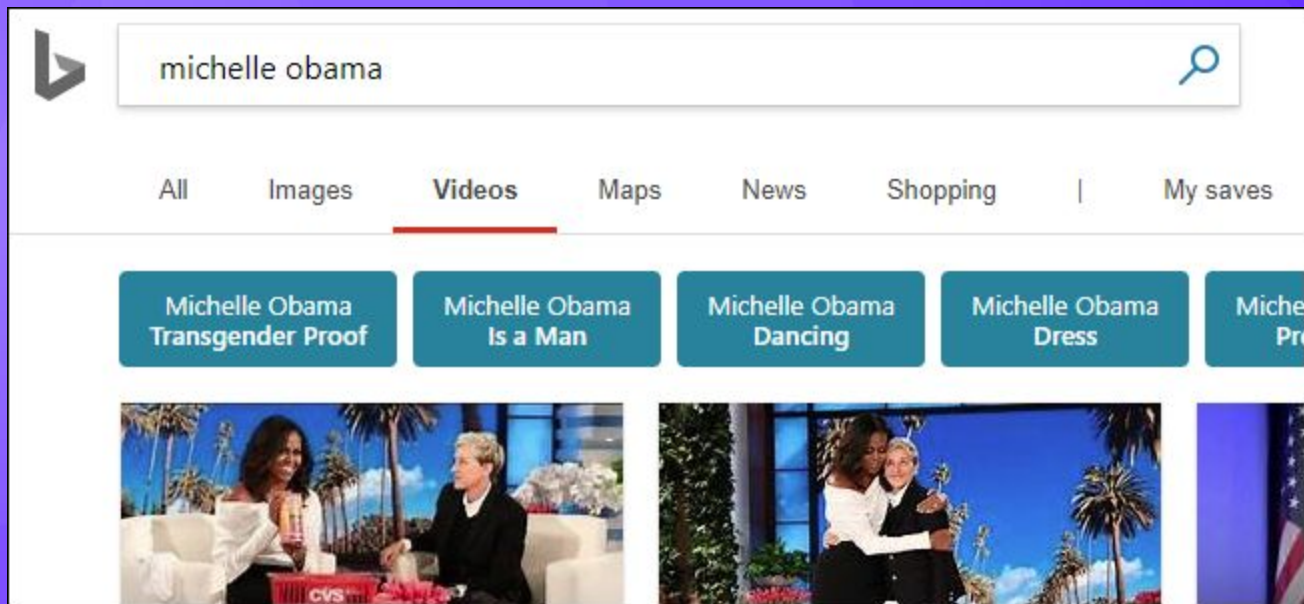 michelle obama
All Images Videos Maps News Shopping | My saves
Michelle Obama
Transgender Proof
Michelle Obama
Is a Man
Michelle Obama
Dancing
Michelle Obama
Dress
CVS